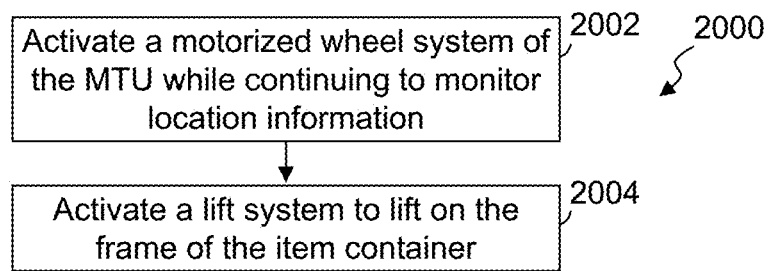 Activate a motorized wheel system of
the MTU while continuing to monitor
location information
2002
2000
Activate a lift system to lift on the
frame of the item container
2004